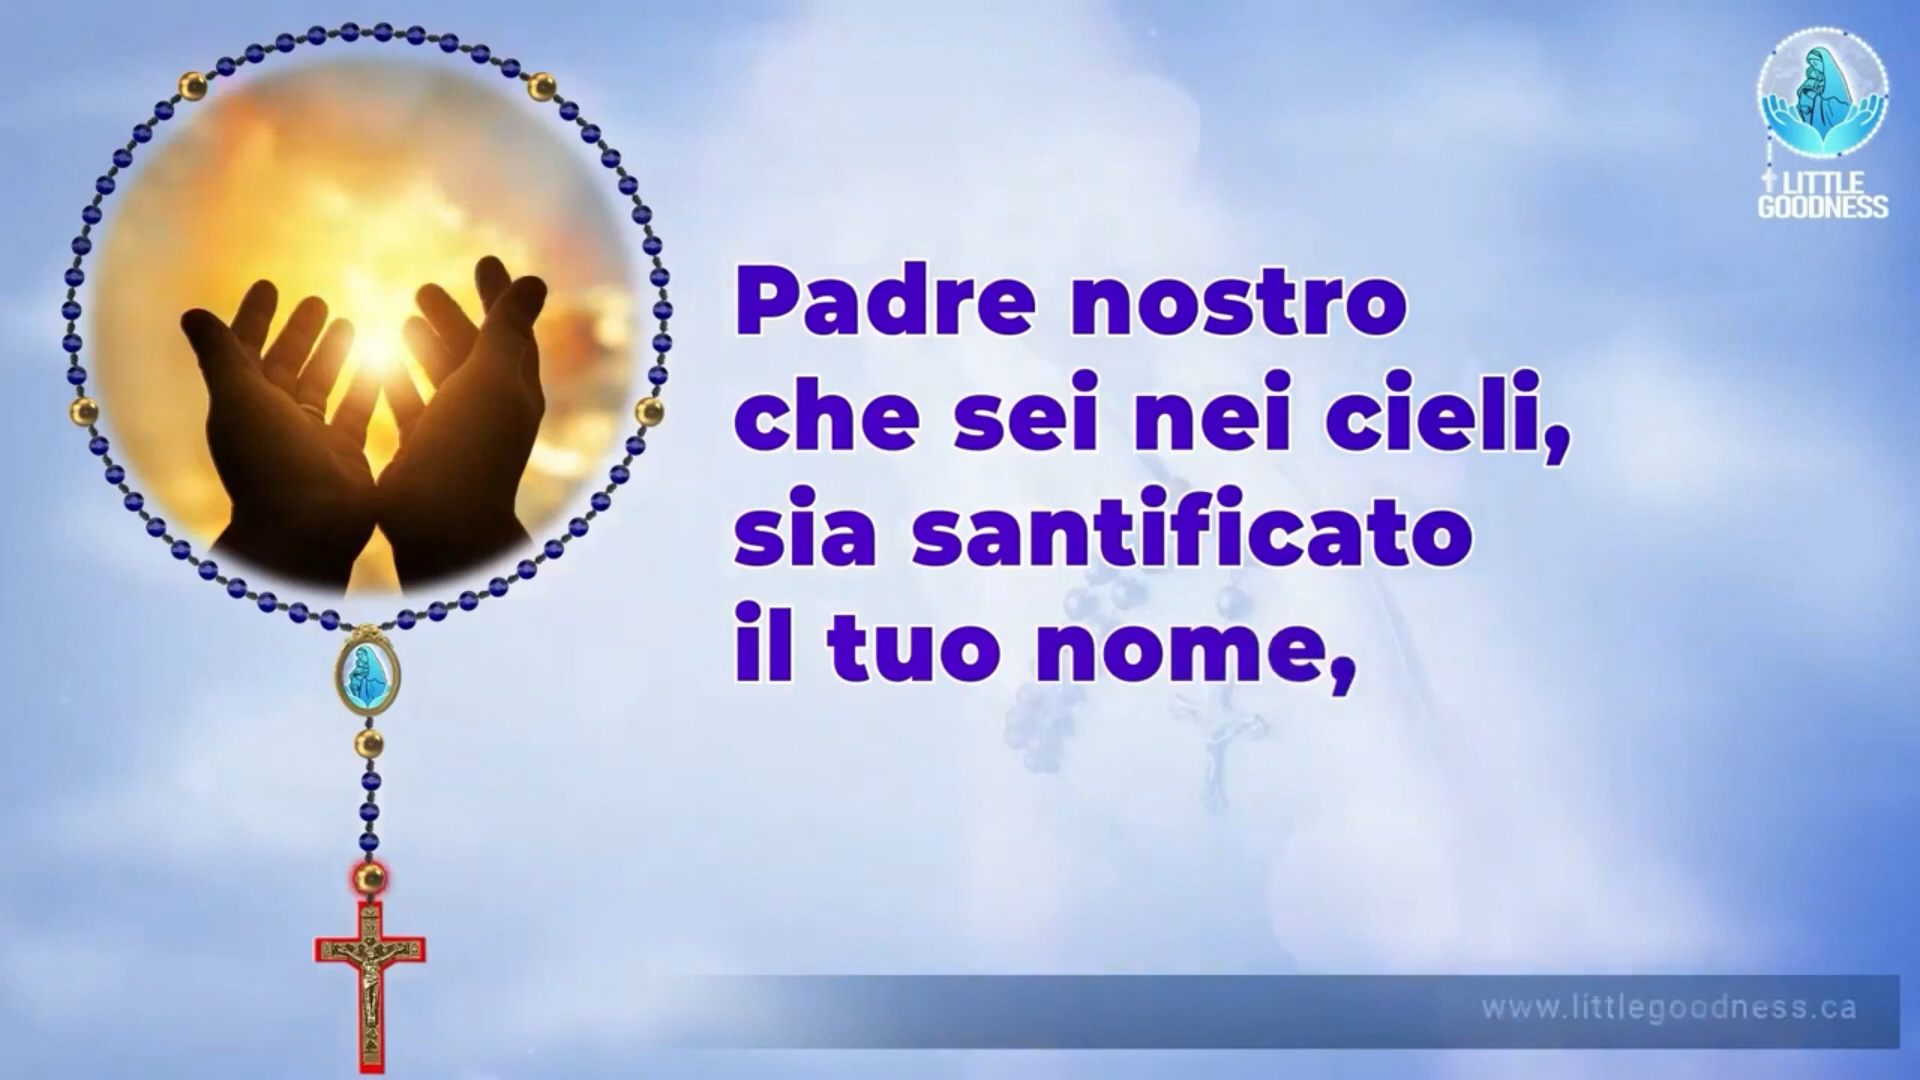 LITTLE
GOODNESS
Padre nostro
che sei nei cieli,
sia santificato
il tuo nome,
www.littlegoodness.ca